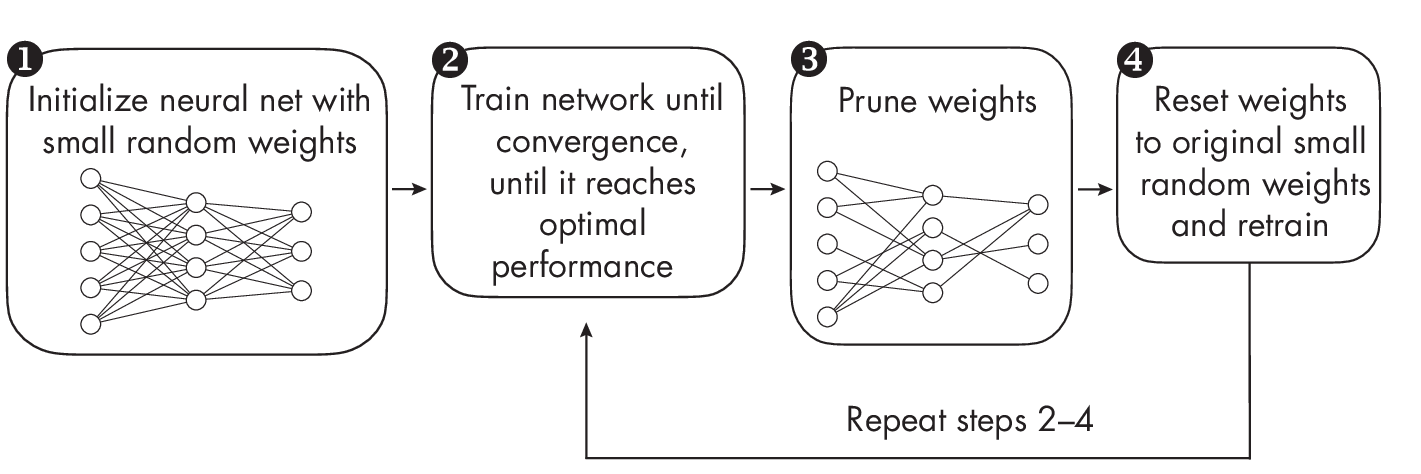 1
Initialize neural net with
small random weights
2
Train network until
convergence,
until it reaches
optimal
performance
3
Prune weights
4
Reset weights
to original small
random weights
and retrain
Repeat steps 2–4